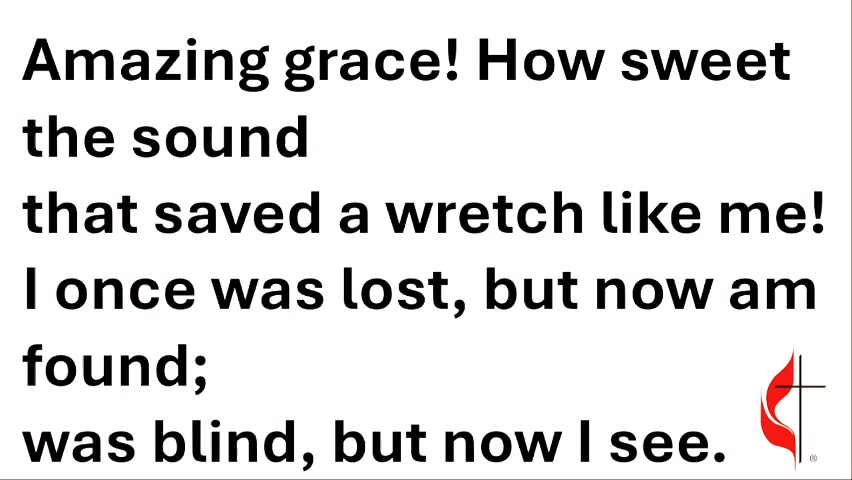 Amazing grace! How sweet
the sound
that saved a wretch like me!
I once was lost, but now am
found;
was blind, but now I see.
®